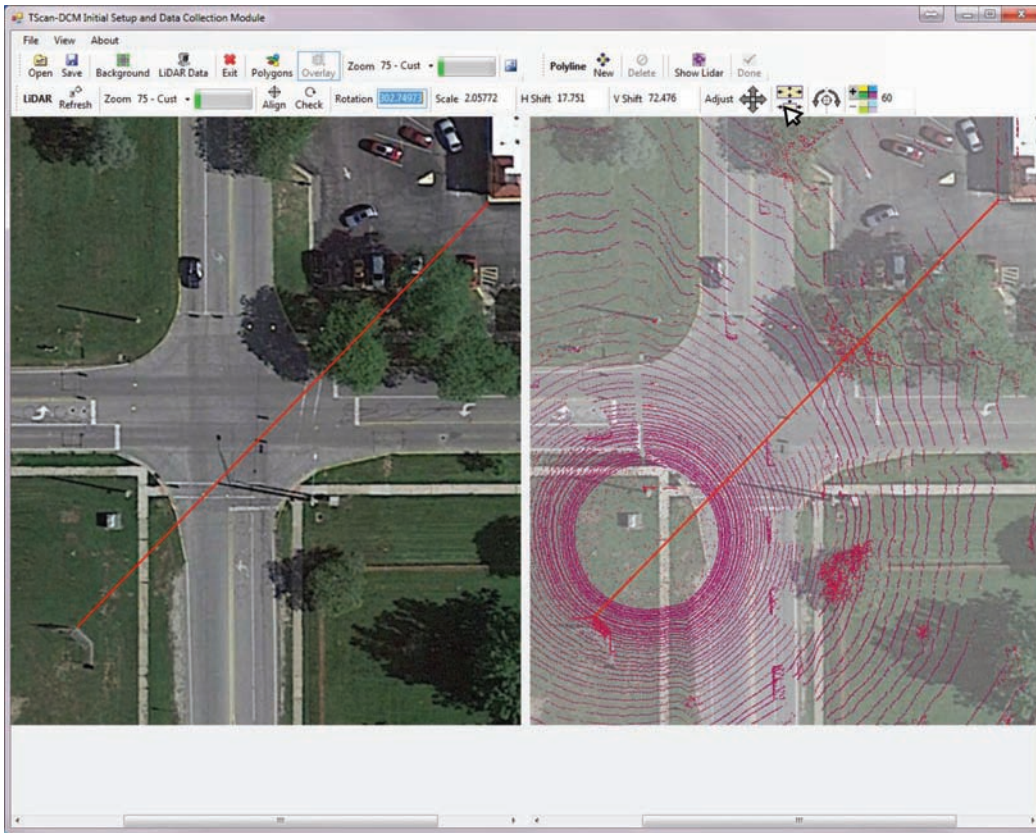 TScan-DCM Initial Setup and Data Collection Module
File View About
Open Save Background LiDAR Data Exit Polygons Overlay Zoom 75 - Cust Polyline New Delete Show Lidar Done
LiDAR Refresh Zoom 75 - Cust Align Check Rotation 302.74973 Scale 2.05772 H Shift 17.751 V Shift 72.476 Adjust 60